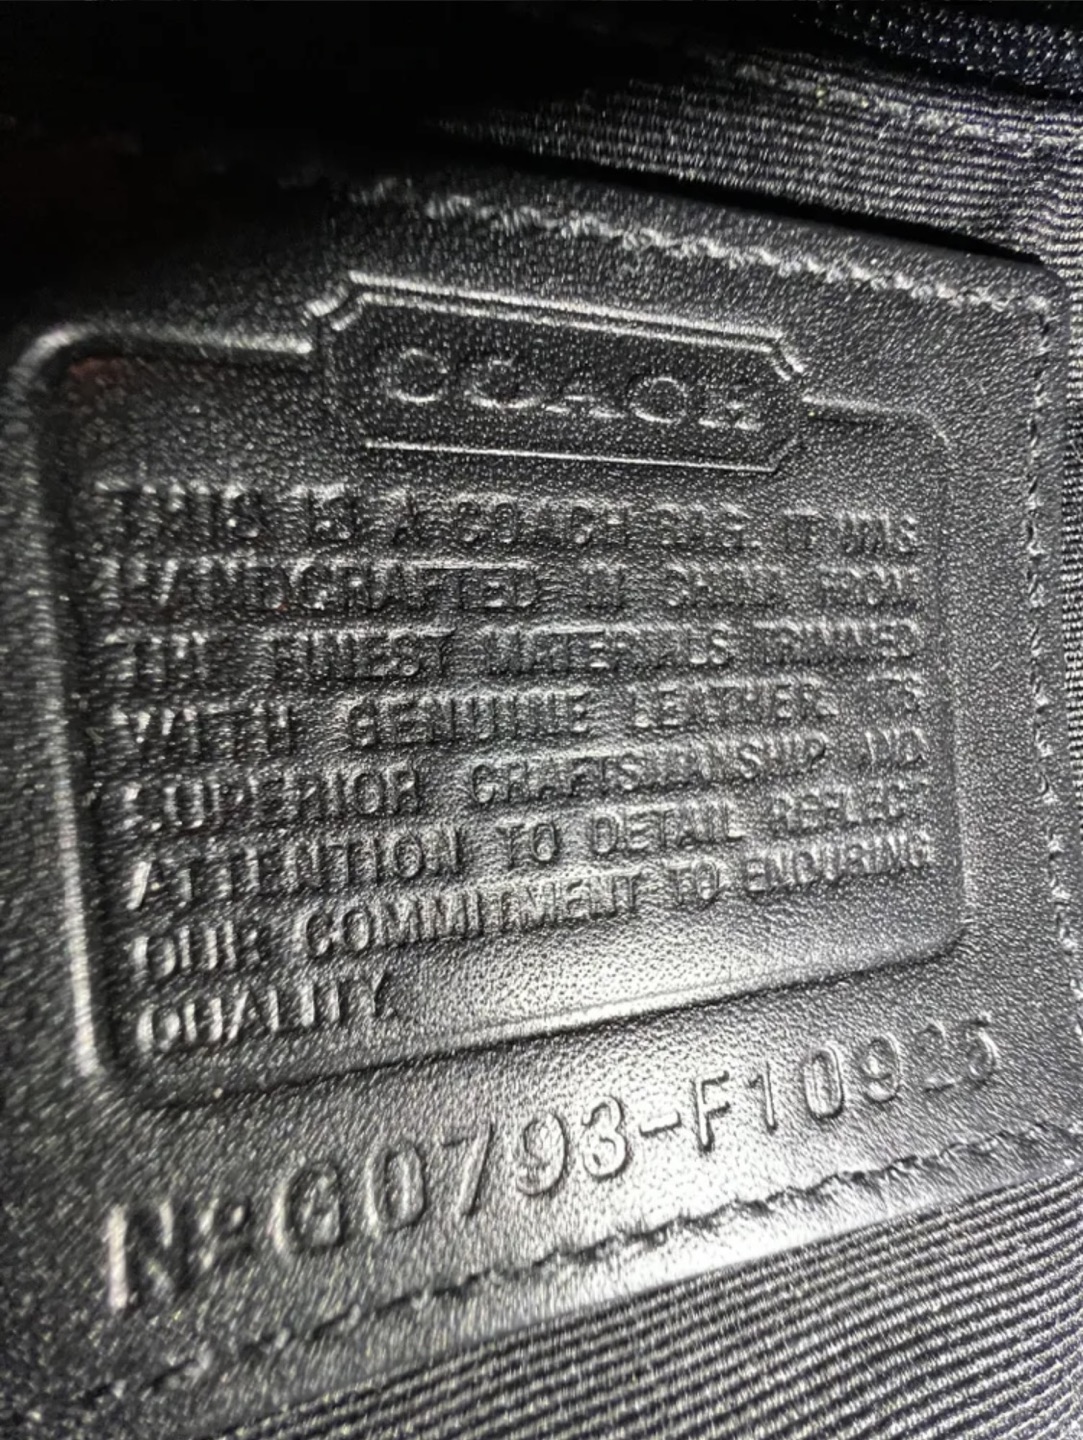 COACH
THIS IS A COACH BAG. IT WAS
HANDCRAFTED IN CHINA FROM
THE FINEST MATERIALS TRIMMED
WITH GENUINE LEATHER. ITS
SUPERIOR CRAFTSMANSHIP AND
ATTENTION TO DETAIL REFLECT
OUR COMMITMENT TO ENDURING
QUALITY.
No G0793-F10925